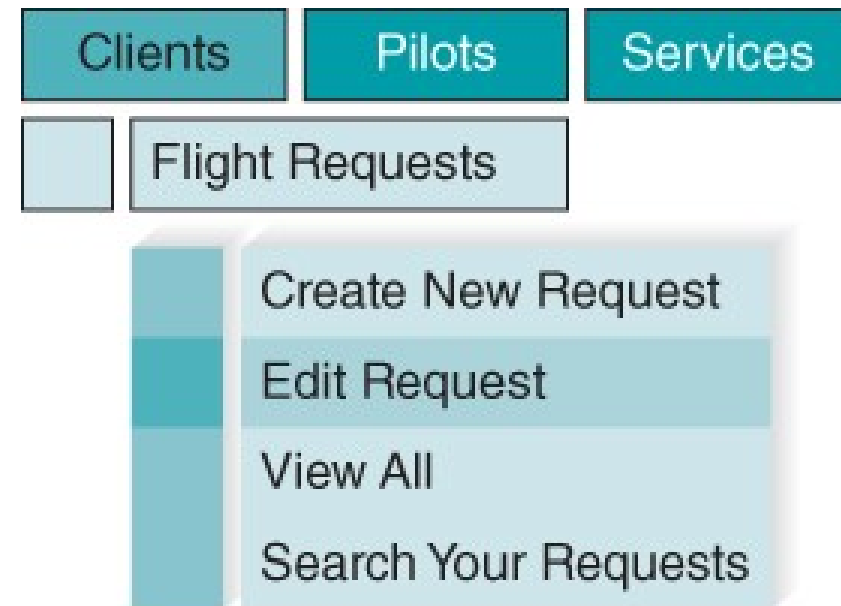 Clients Pilots Services
Flight Requests
Create New Request
Edit Request
View All
Search Your Requests